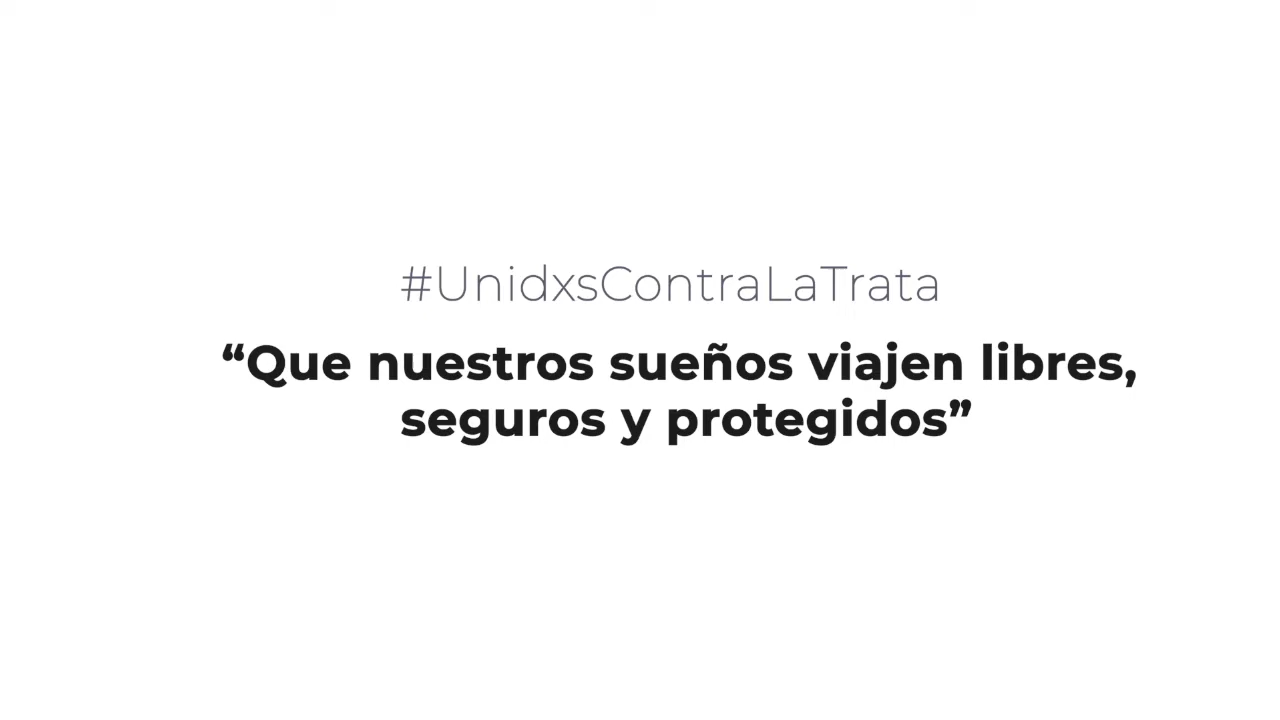 #UnidxsContraLaTrata
“Que nuestros sueños viajen libres,
seguros y protegidos”